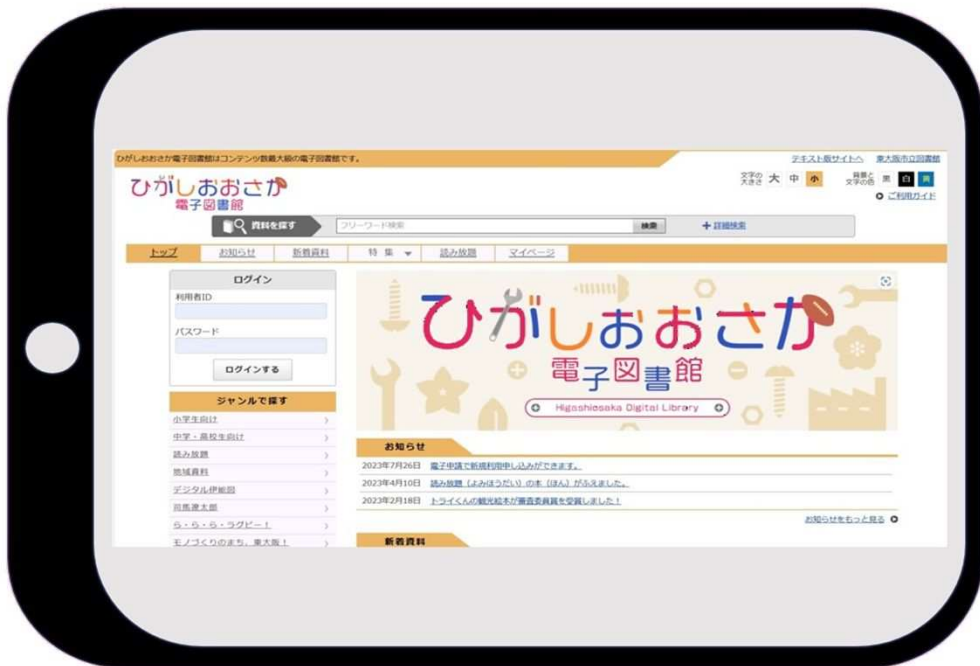 ひがしおおさか電子図書館はコンテンツ数最大級の電子図書館です。
テキスト版サイトへ 東大阪市立図書館
ひがしおおさか
電子図書館
文字の大きさ 大 中 小 背景と文字の色 黒 白 青
ご利用ガイド
資料を探す フリーワード検索 検索 +詳細検索
トップ お知らせ 新着資料 特集 読み放題 マイページ
ログイン
利用者ID
パスワード
ログインする
ジャンルで探す
小学生向け
中学・高校生向け
読み放題
地域資料
デジタル伊能図
司馬遼太郎
ら・ら・ら・ラグビー!
モノづくりのまち、東大阪!
ひがしおおさか
電子図書館
Higashiosaka Digital Library
お知らせ
2023年7月26日 電子申請で新規利用申し込みができます。
2023年4月10日 読み放題(よみほうだい)の本(ほん)がふえました。
2023年2月18日 トライくんの観光絵本が審査委員賞を受賞しました!
お知らせをもっと見る
新着資料